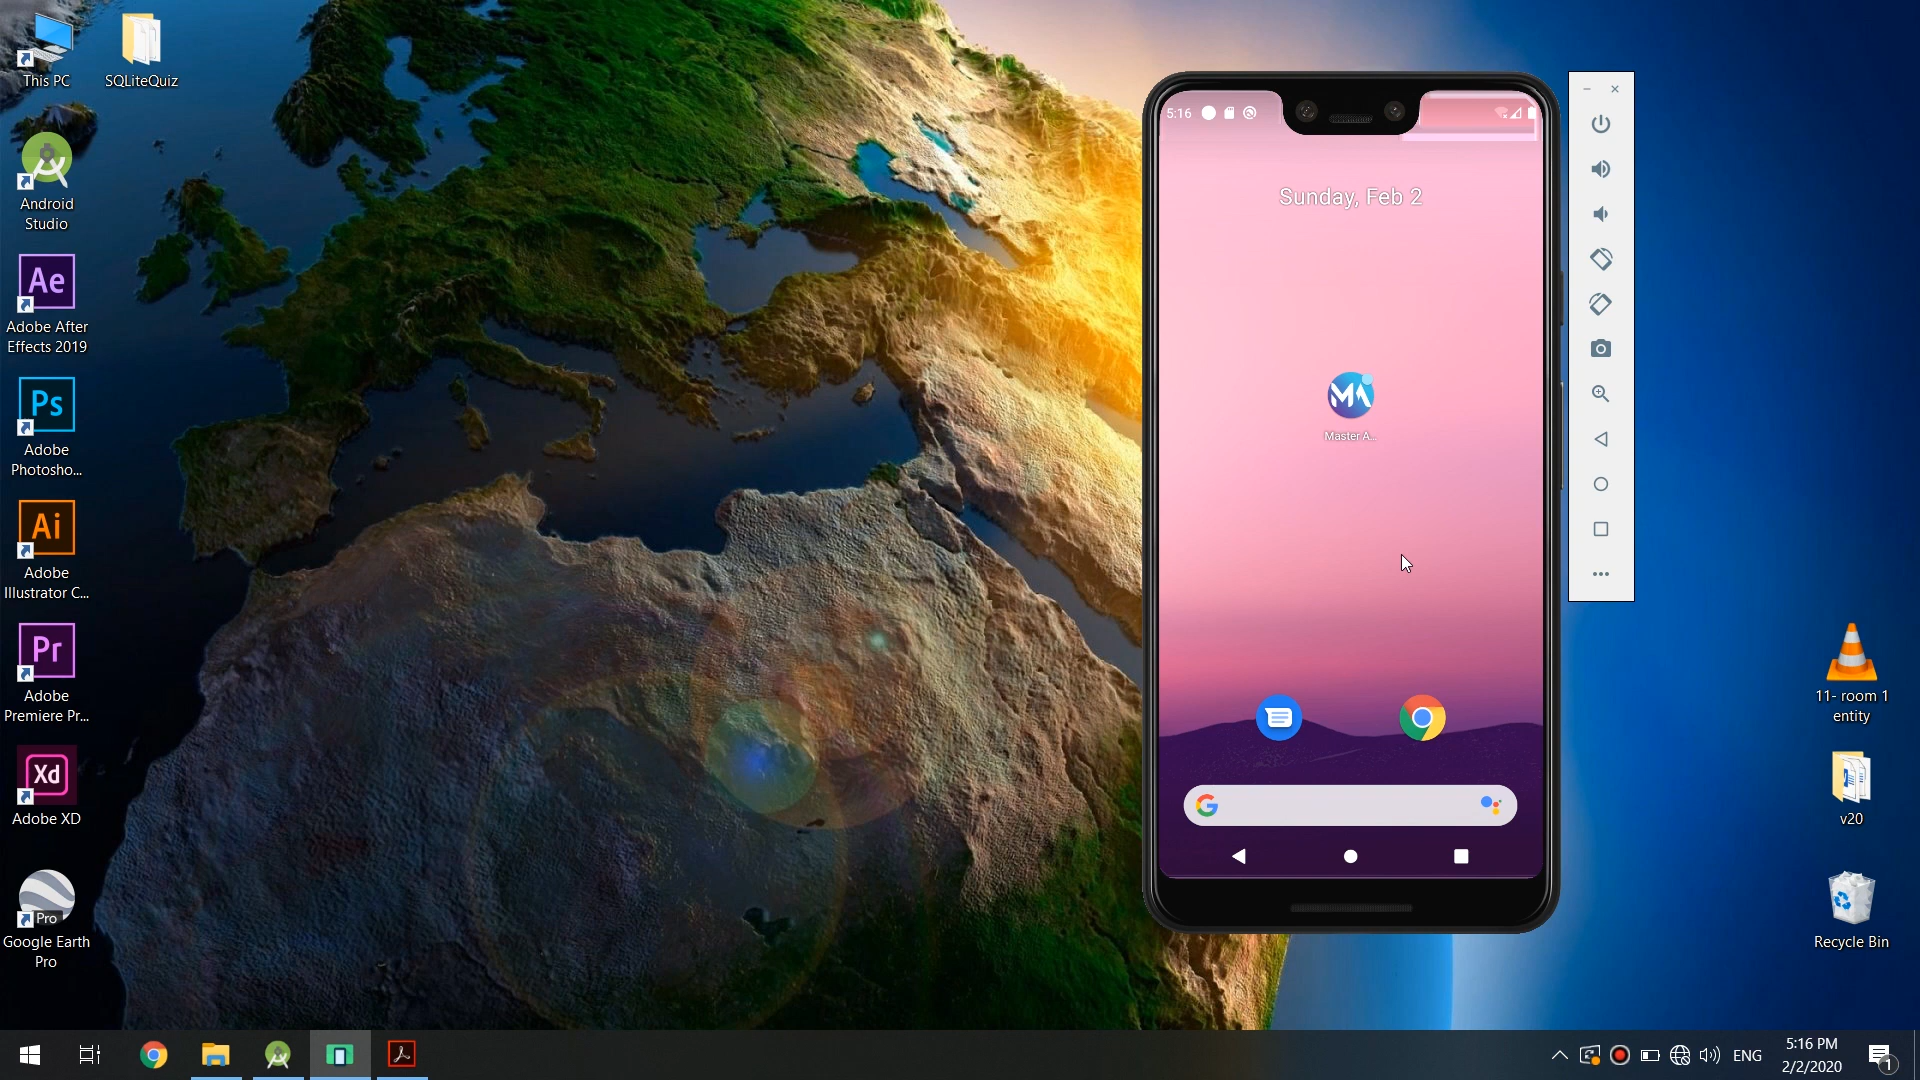 This PC
SQLiteQuiz
Android
Studio
Ae
Adobe After
Effects 2019
Ps
Adobe
Photosho...
Ai
Adobe
Illustrator C...
Pr
Adobe
Premiere Pr...
Xd
Adobe XD
Pro
Google Earth
Pro
5:16
Sunday, Feb 2
MA
Master A...
G
11- room 1
entity
v20
Recycle Bin
ENG
5:16 PM
2/2/2020
1